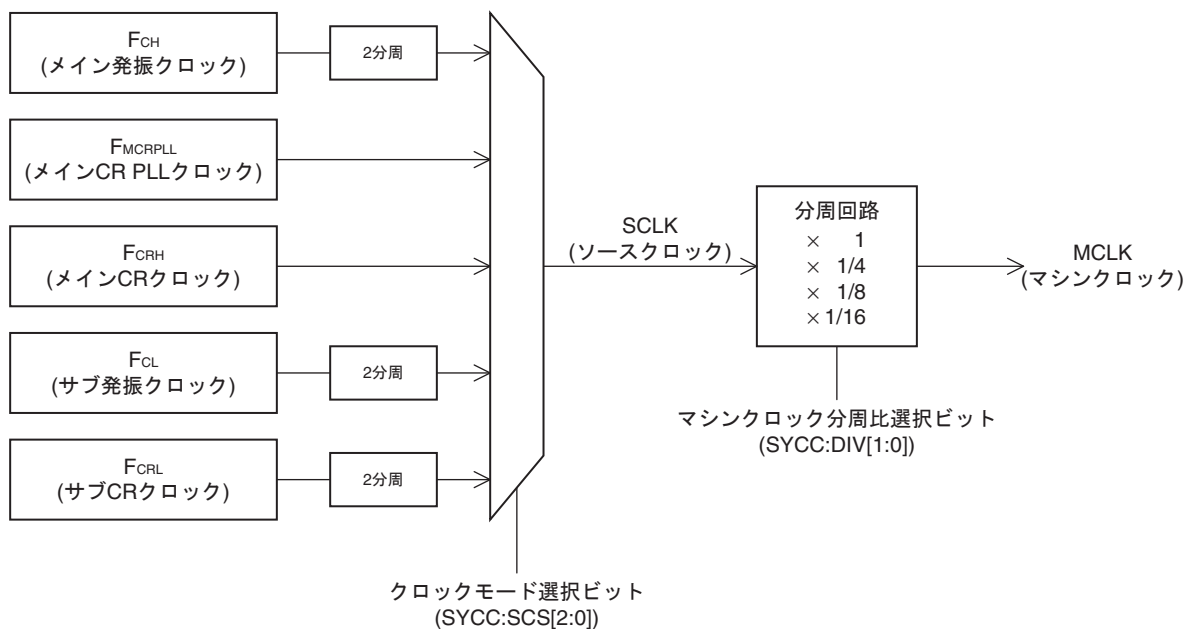 FCH
(メイン発振クロック)
2分周
FMCRPLL
(メインCR PLLクロック)
FCRH
(メインCRクロック)
FCL
(サブ発振クロック)
2分周
FCRL
(サブCRクロック)
2分周
クロックモード選択ビット
(SYCC:SCS[2:0])
SCLK
(ソースクロック)
分周回路
× 1
× 1/4
× 1/8
× 1/16
マシンクロック分周比選択ビット
(SYCC:DIV[1:0])
MCLK
(マシンクロック)